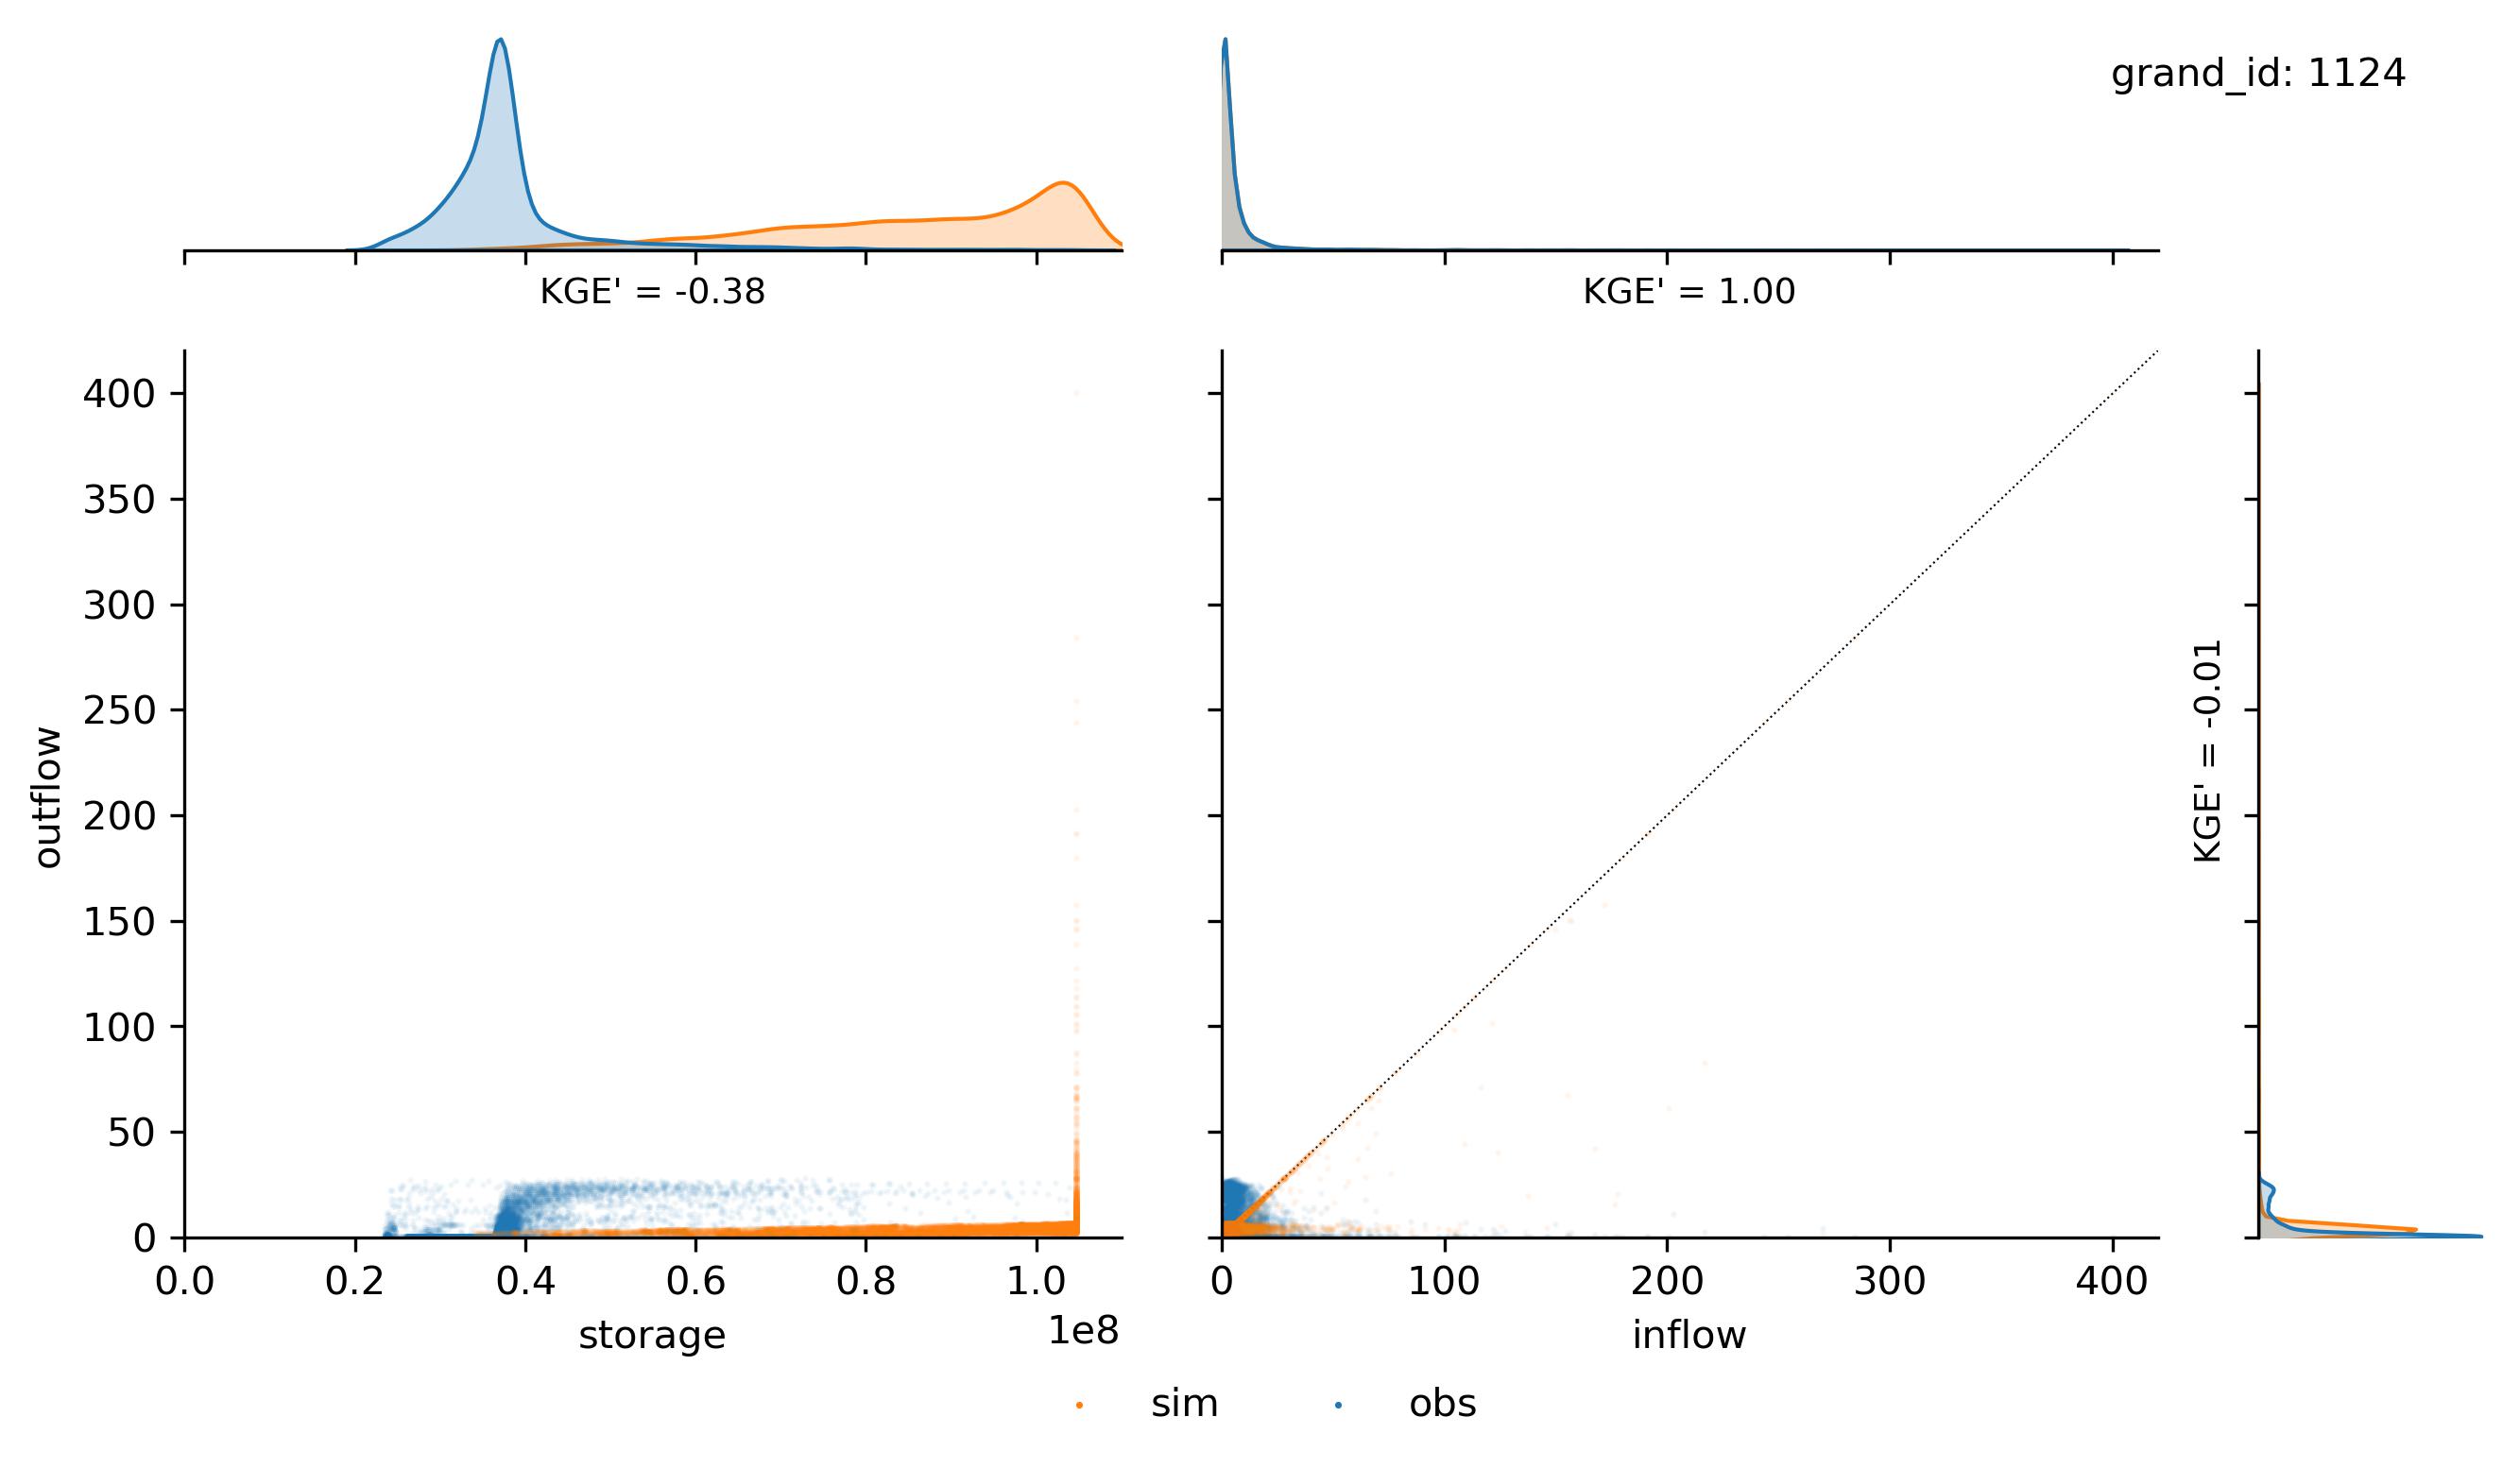 grand_id: 1124
KGE' = -0.38
KGE' = 1.00
400
350
300
250
200
150
100
50
0
outflow
KGE' = -0.01
0.0 0.2 0.4 0.6 0.8 1.0
0 100 200 300 400
1e8
storage
inflow
sim obs